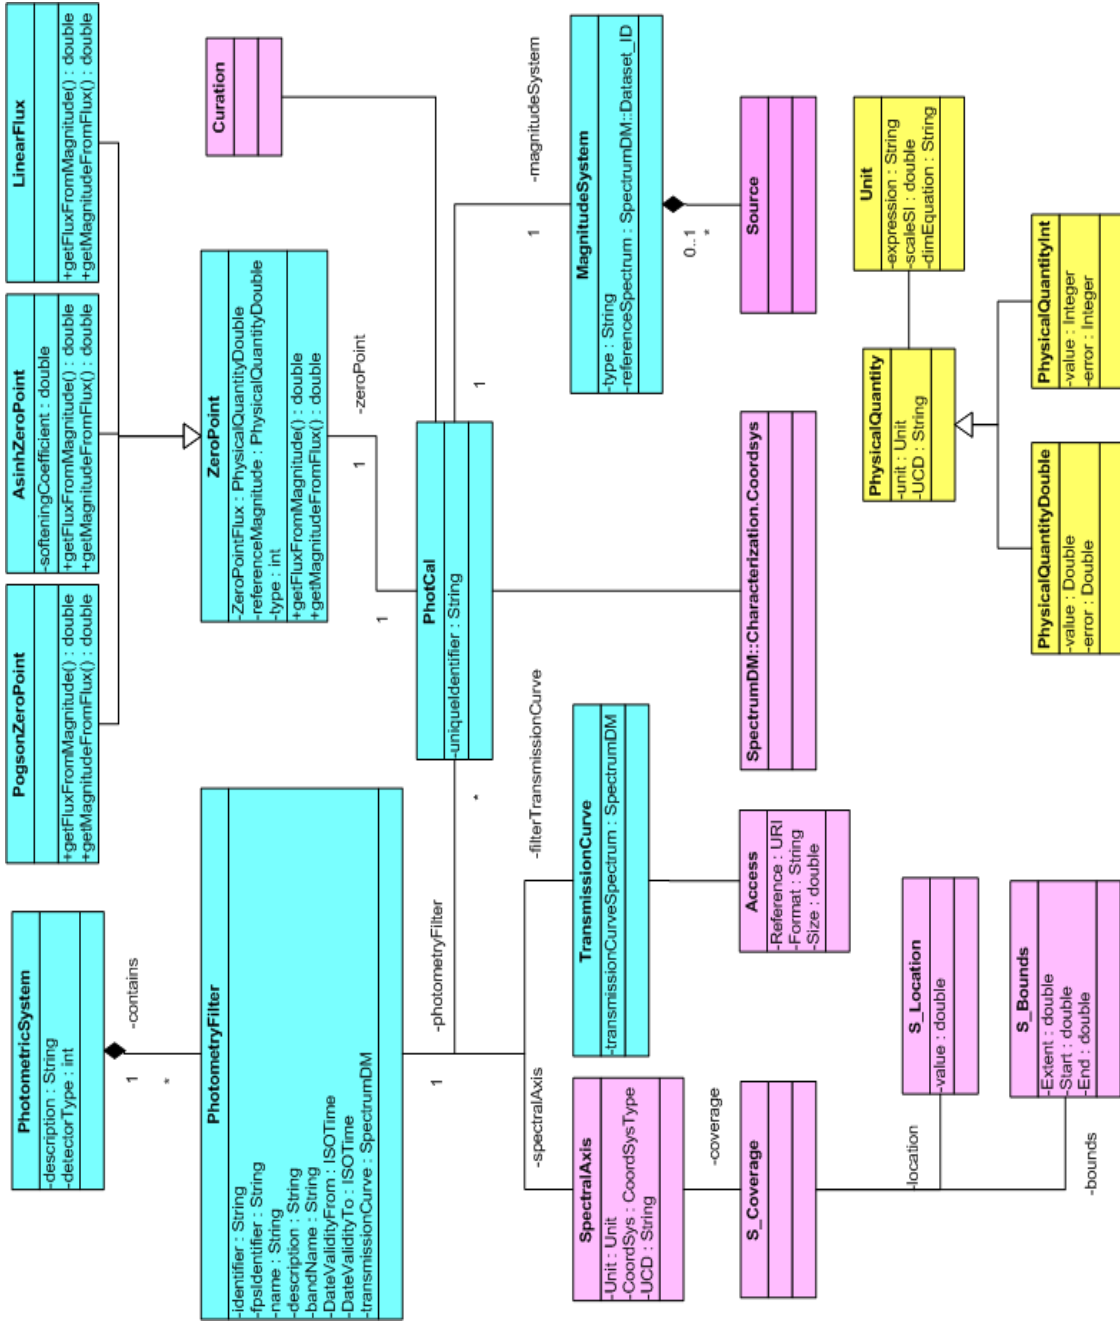 PhotometricSystem
-description : String
-detectorType : int
1
-contains
*
PogsonZeroPoint
+getFluxFromMagnitude() : double
+getMagnitudeFromFlux() : double
AsinhZeroPoint
-softeningCoefficient : double
+getFluxFromMagnitude() : double
+getMagnitudeFromFlux() : double
LinearFlux
+getFluxFromMagnitude() : double
+getMagnitudeFromFlux() : double
PhotometryFilter
-identifier : String
-fpsIdentifier : String
-name : String
-description : String
-bandName : String
-DateValidityFrom : ISOTime
-DateValidityTo : ISOTime
-transmissionCurve : SpectrumDM
ZeroPoint
-ZeroPointFlux : PhysicalQuantityDouble
-referenceMagnitude : PhysicalQuantityDouble
-type : int
+getFluxFromMagnitude() : double
+getMagnitudeFromFlux() : double
Curation
1
-zeroPoint
1
1
-photometryFilter
*
PhotCal
-uniqueIdentifier : String
1
1
-magnitudeSystem
-spectralAxis
-filterTransmissionCurve
SpectralAxis
-Unit : Unit
-CoordSys : CoordSysType
-UCD : String
TransmissionCurve
-transmissionCurveSpectrum : SpectrumDM
MagnitudeSystem
-type : String
-referenceSpectrum : SpectrumDM::Dataset_ID
-coverage
0..1
*
S_Coverage
Access
-Reference : URI
-Format : String
-Size : double
SpectrumDM::Characterization.Coordsys
Source
-location
S_Location
-value : double
PhysicalQuantity
-unit : Unit
-UCD : String
Unit
-expression : String
-scaleSI : double
-dimEquation : String
-bounds
S_Bounds
-Extent : double
-Start : double
-End : double
PhysicalQuantityDouble
-value : Double
-error : Double
PhysicalQuantityInt
-value : Integer
-error : Integer